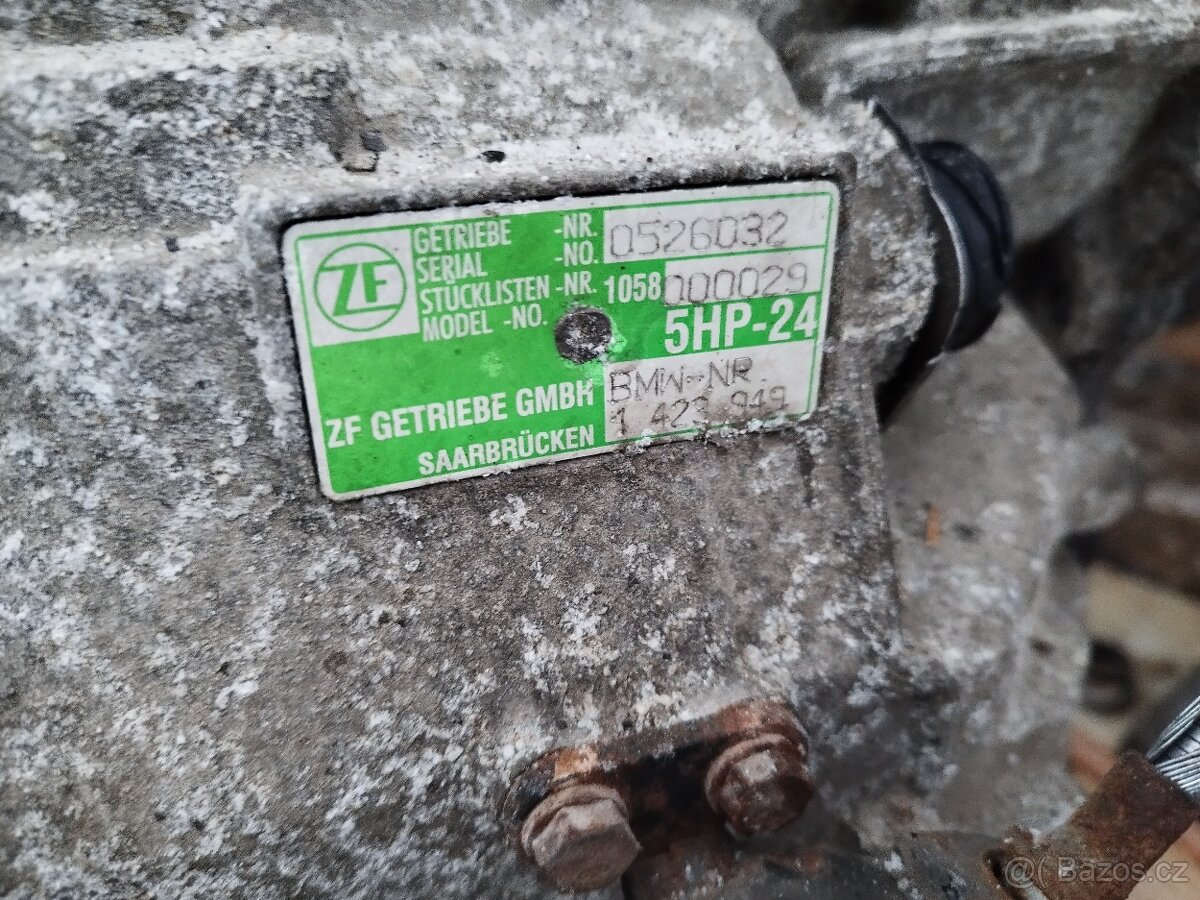 ZF
GETRIEBE -NR. 0526032
SERIAL -NO.
STÜCKLISTEN -NR. 1058 000029
MODEL -NO. 5HP-24
ZF GETRIEBE GMBH BMW-NR.
SAARBRÜCKEN 1 423 949
@( Bazos.cz